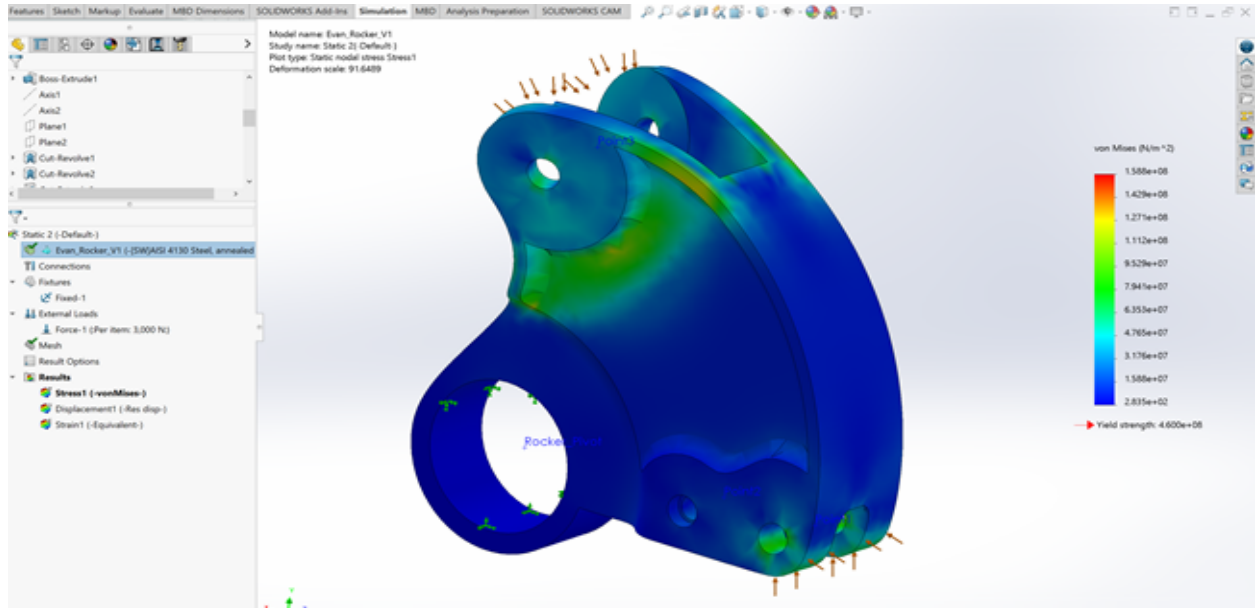 Features Sketch Markup Evaluate MBD Dimensions SOLIDWORKS Add-Ins Simulation MBD Analysis Preparation SOLIDWORKS CAM
Model name: Evan_Rocker_V1
Study name: Static 2(-Default-)
Plot type: Static nodal stress Stress1
Deformation scale: 91.6489
Boss-Extrude1
Axis1
Axis2
Plane1
Plane2
Cut-Revolve1
Cut-Revolve2
Static 2 (-Default-)
Evan_Rocker_V1 (-[SW]AISI 4130 Steel, annealed
Connections
Fixtures
Fixed-1
External Loads
Force-1 (:Per item: 3,000 N:)
Mesh
Result Options
Results
Stress1 (-vonMises-)
Displacement1 (-Res disp-)
Strain1 (-Equivalent-)
Rocker
von Mises (N/m^2)
1.588e+08
1.429e+08
1.271e+08
1.112e+08
9.529e+07
7.941e+07
6.353e+07
4.765e+07
3.176e+07
1.588e+07
2.835e+02
Yield strength: 4.600e+08